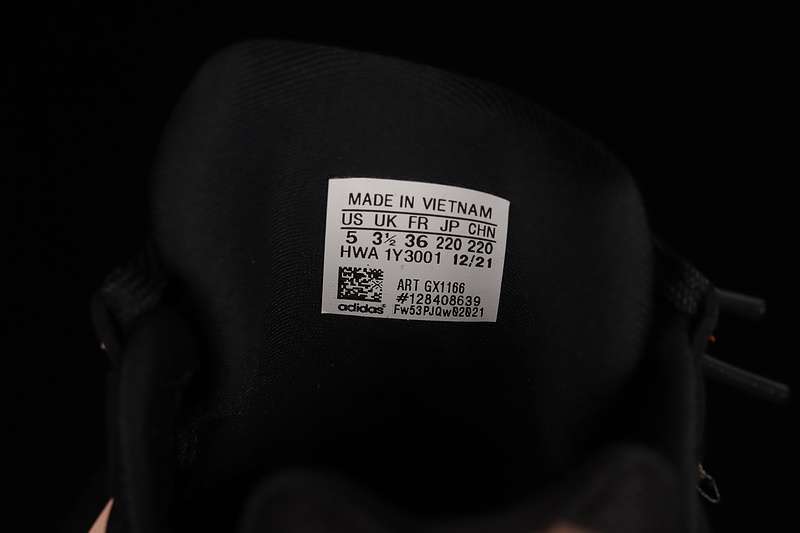 MADE IN VIETNAM
US UK FR JP CHN
5 3½ 36 220 220
HWA 1Y3001 12/21
ART GX1166
#128408639
adidas Fw53PJQw02021